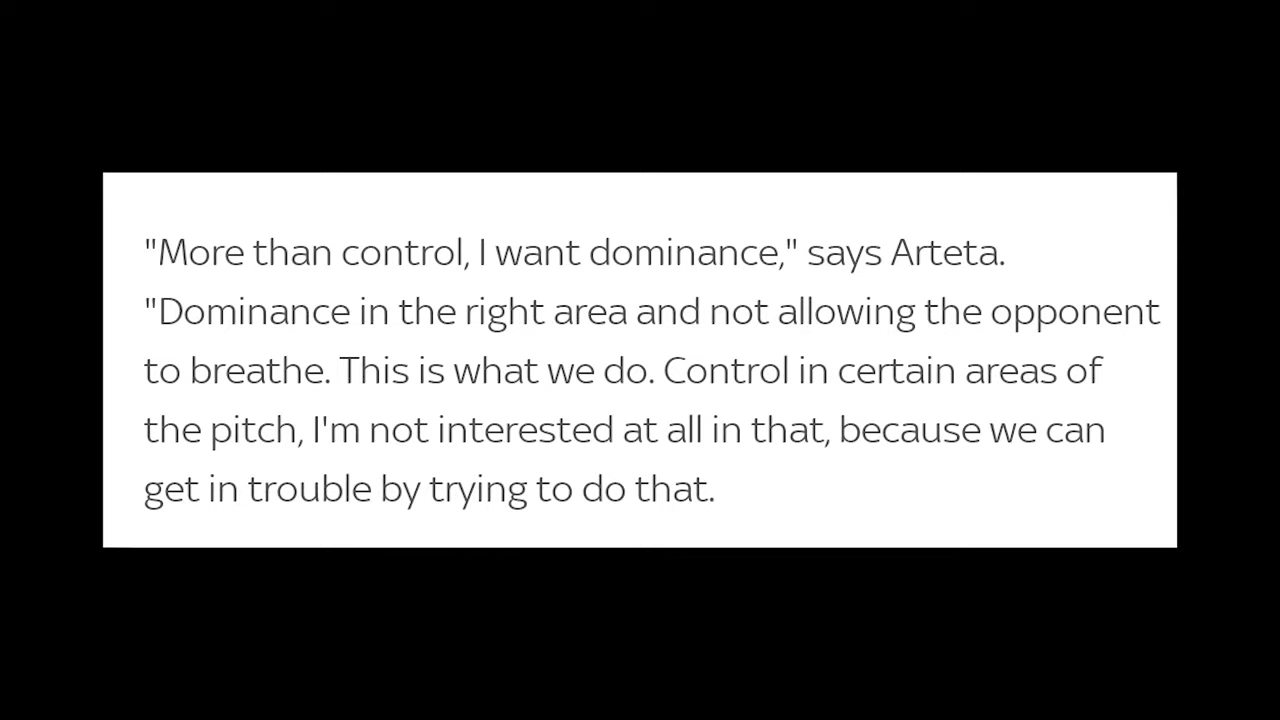 "More than control, I want dominance," says Arteta.
"Dominance in the right area and not allowing the opponent
to breathe. This is what we do. Control in certain areas of
the pitch, I'm not interested at all in that, because we can
get in trouble by trying to do that.